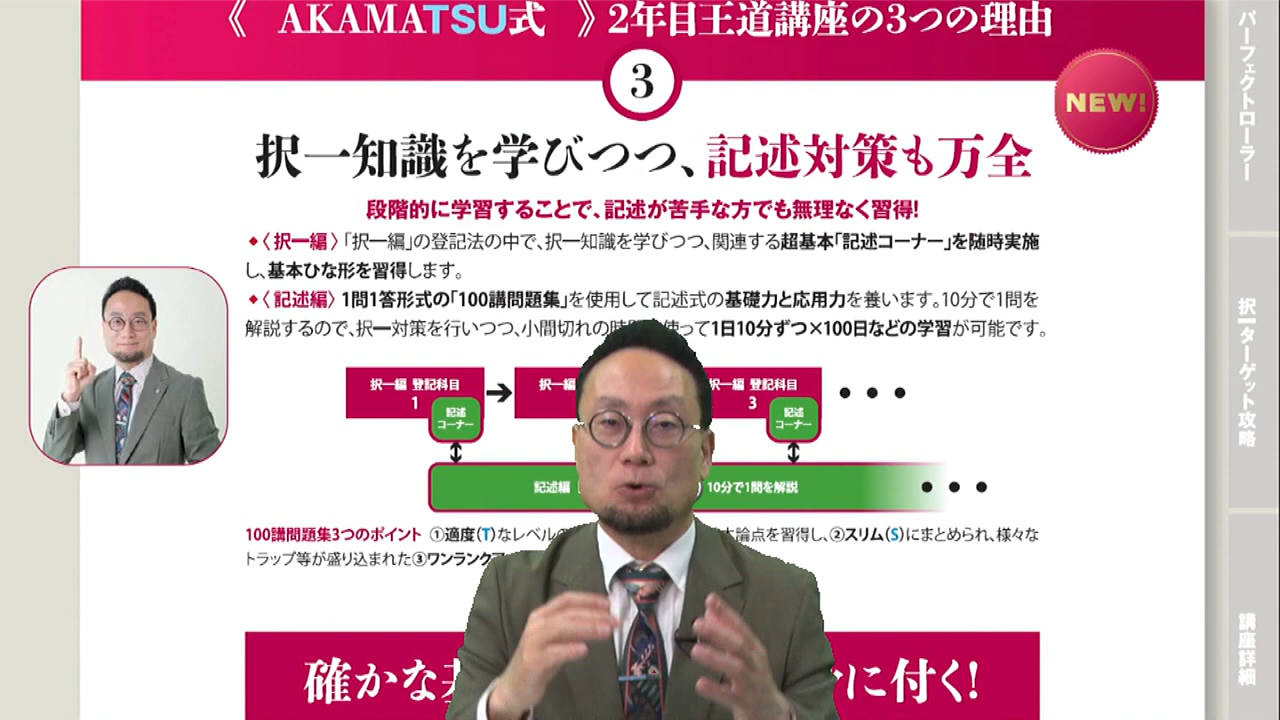 《 AKAMATSU式 》2年目王道講座の3つの理由
3
NEW!
択一知識を学びつつ、記述対策も万全
段階的に学習することで、記述が苦手な方でも無理なく習得!
◆〈択一編〉「択一編」の登記法の中で、択一知識を学びつつ、関連する超基本「記述コーナー」を随時実施
し、基本ひな形を習得します。
◆〈記述編〉1問1答形式の「100講問題集」を使用して記述式の基礎力と応用力を養います。10分で1問を
解説するので、択一対策を行いつつ、小間切れの時間 使って1日10分ずつ×100日などの学習が可能です。
択一編 登記科目
1
記述
コーナー
択一編
択一編 登記科目
3
記述
コーナー
記述編
10分で1問を解説
100講問題集3つのポイント ①適度(T)なレベルの 論点を習得し、②スリム(S)にまとめられ、様々な
トラップ等が盛り込まれた③ワンランク
確かな に付く!
パーフェクトローラー
択一ターゲット攻略
講座詳細